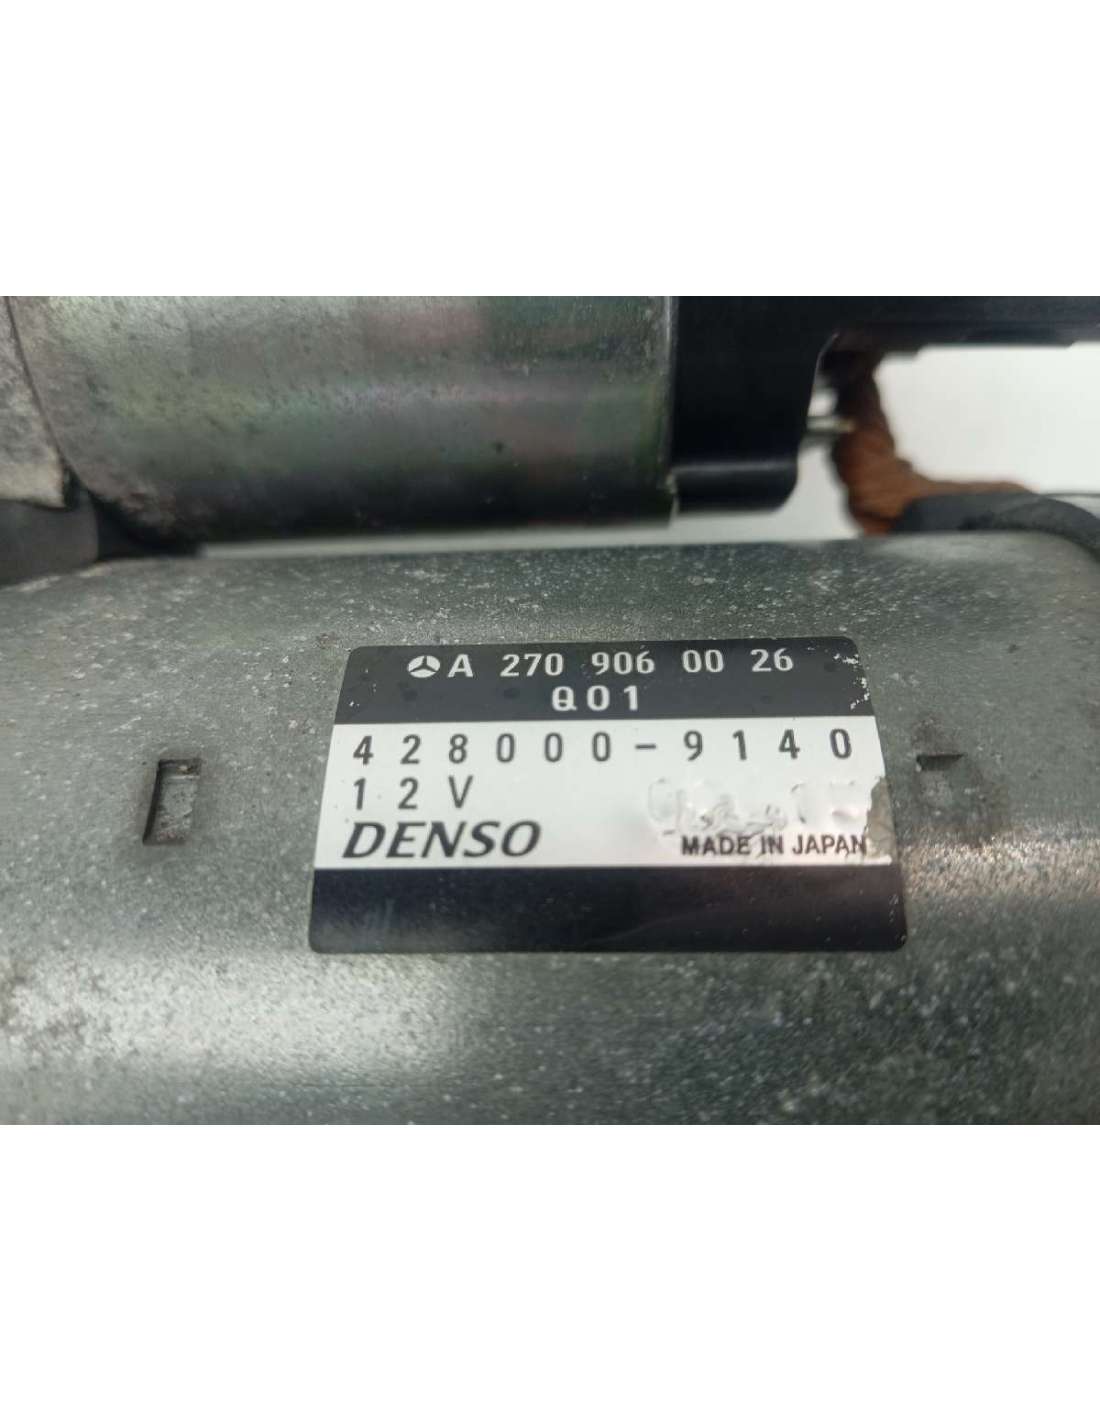 A 270 906 00 26
Q01
428000-9140
12V
DENSO
MADE IN JAPAN